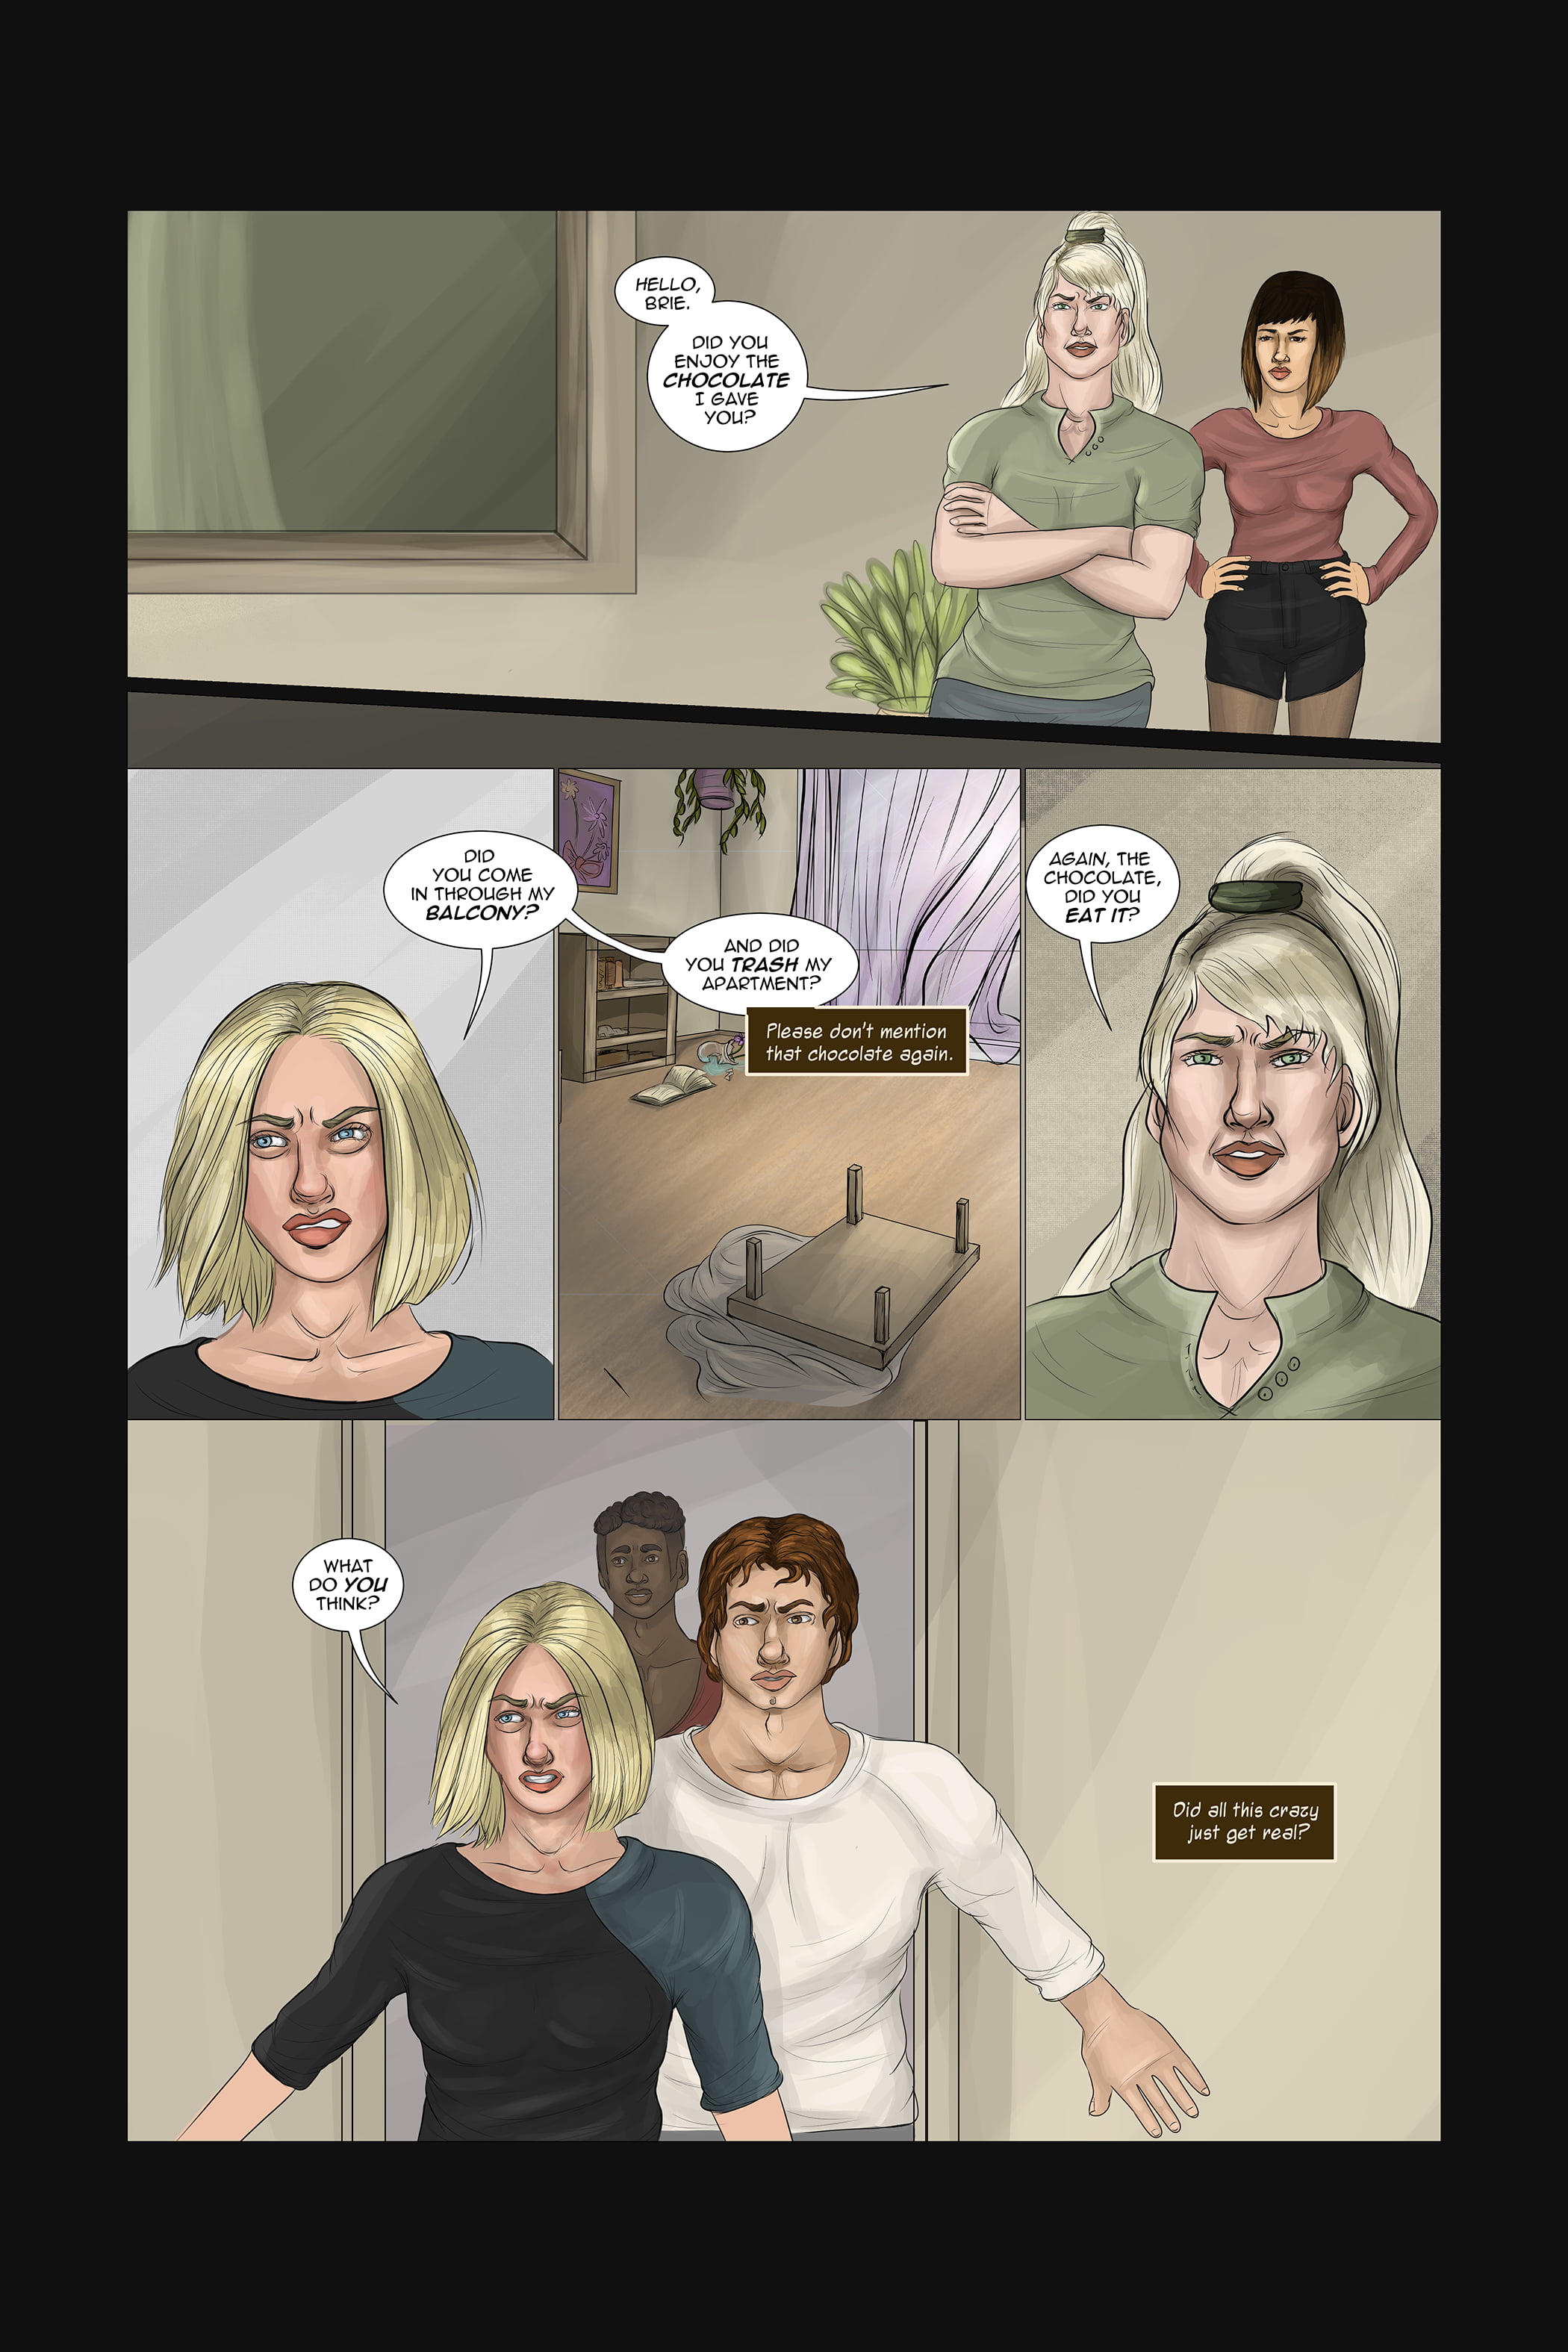 HELLO,
BRIE.
DID YOU
ENJOY THE
CHOCOLATE
I GAVE
YOU?
DID
YOU COME
IN THROUGH MY
BALCONY?
AND DID
YOU TRASH MY
APARTMENT?
Please don't mention
that chocolate again.
AGAIN, THE
CHOCOLATE,
DID YOU
EAT IT?
WHAT
DO YOU
THINK?
Did all this crazy
just get real?